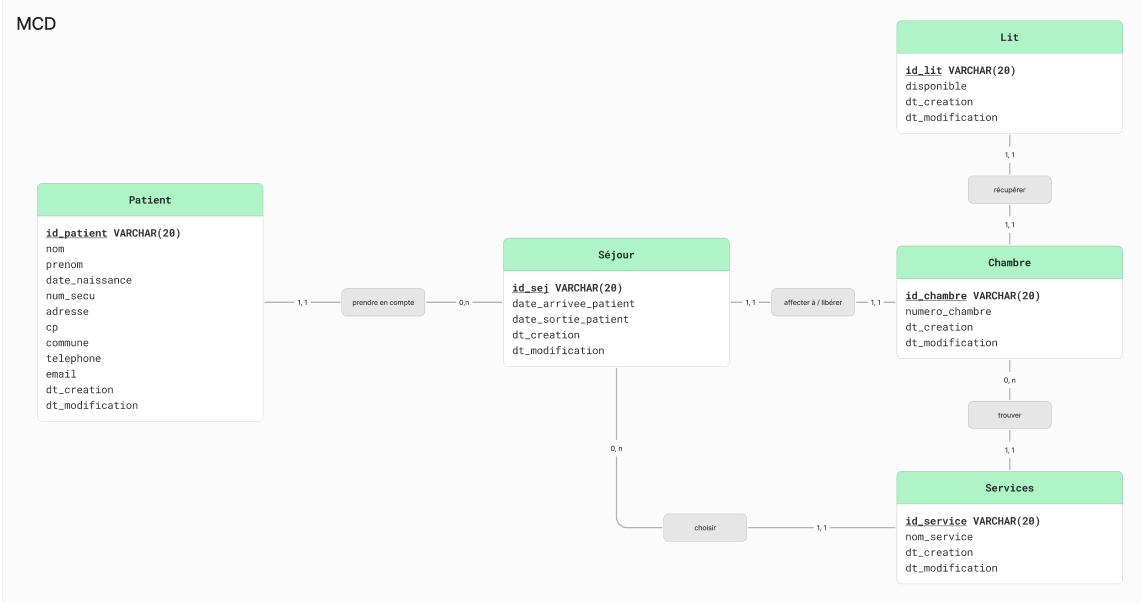 MCD
Lit
id_lit VARCHAR(20)
disponible
dt_creation
dt_modification
1, 1
récupérer
1, 1
Patient
id_patient VARCHAR(20)
nom
prenom
date_naissance
num_secu
adresse
cp
commune
telephone
email
dt_creation
dt_modification
1, 1
prendre en compte
0,n
Séjour
id_sej VARCHAR(20)
date_arrivee_patient
date_sortie_patient
dt_creation
dt_modification
1, 1
affecter à / libérer
1, 1
Chambre
id_chambre VARCHAR(20)
numero_chambre
dt_creation
dt_modification
0, n
trouver
1, 1
0, n
choisir
1, 1
Services
id_service VARCHAR(20)
nom_service
dt_creation
dt_modification